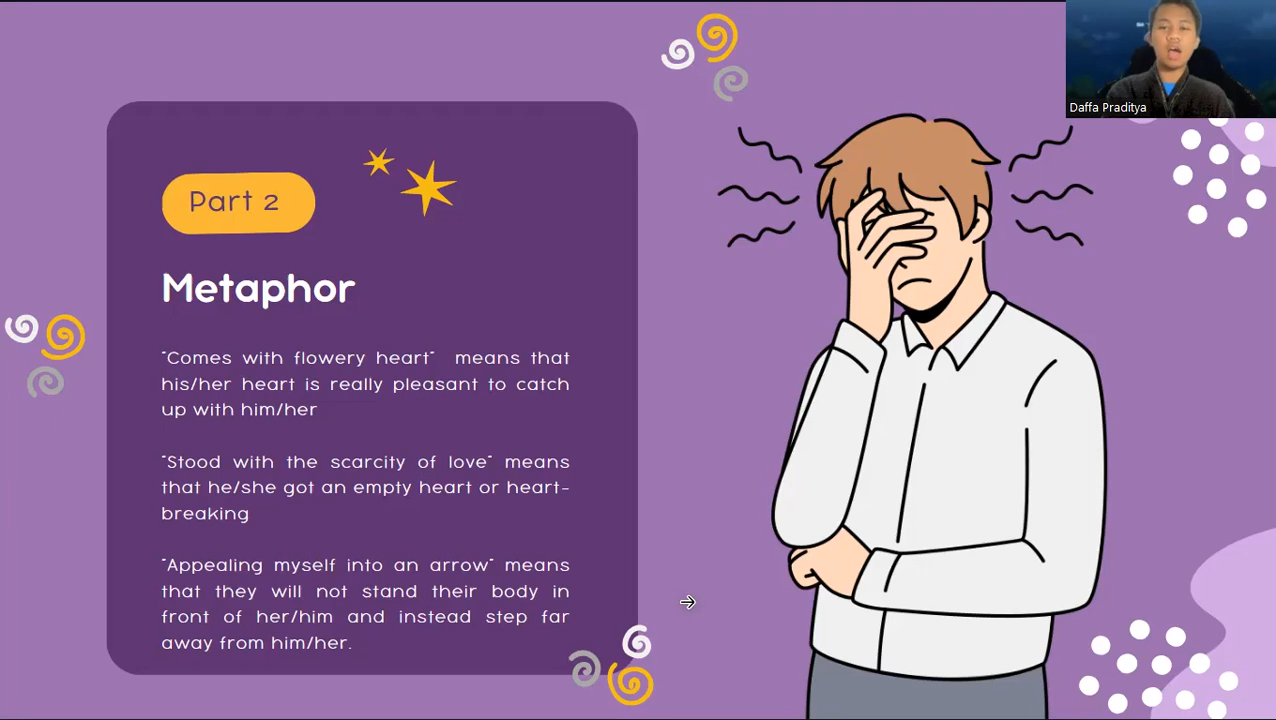 Daffa Praditya
Part 2
Metaphor
"Comes with flowery heart" means that
his/her heart is really pleasant to catch
up with him/her
"Stood with the scarcity of love" means
that he/she got an empty heart or heart-
breaking
"Appealing myself into an arrow" means
that they will not stand their body in
front of her/him and instead step far
away from him/her.